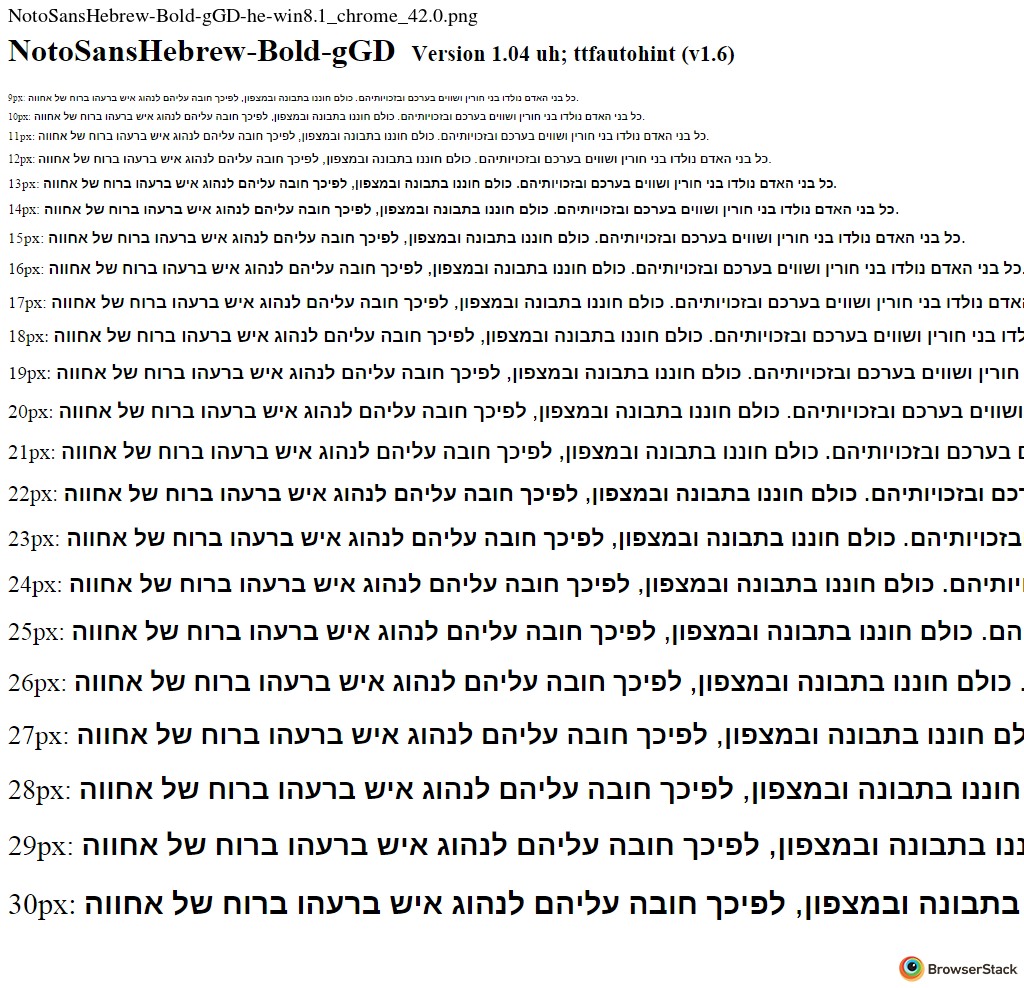 NotoSansHebrew-Bold-gGD-he-win8.1_chrome_42.0.png
NotoSansHebrew-Bold-gGD Version 1.04 uh; ttfautohint (v1.6)
9px: כל בני האדם נולדו בני חורין ושווים בערכם ובזכויותיהם. כולם חוננו בתבונה ובמצפון, לפיכך חובה עליהם לנהוג איש ברעהו ברוח של אחווה.
10px: כל בני האדם נולדו בני חורין ושווים בערכם ובזכויותיהם. כולם חוננו בתבונה ובמצפון, לפיכך חובה עליהם לנהוג איש ברעהו ברוח של אחווה.
11px: כל בני האדם נולדו בני חורין ושווים בערכם ובזכויותיהם. כולם חוננו בתבונה ובמצפון, לפיכך חובה עליהם לנהוג איש ברעהו ברוח של אחווה.
12px: כל בני האדם נולדו בני חורין ושווים בערכם ובזכויותיהם. כולם חוננו בתבונה ובמצפון, לפיכך חובה עליהם לנהוג איש ברעהו ברוח של אחווה.
13px: כל בני האדם נולדו בני חורין ושווים בערכם ובזכויותיהם. כולם חוננו בתבונה ובמצפון, לפיכך חובה עליהם לנהוג איש ברעהו ברוח של אחווה.
14px: כל בני האדם נולדו בני חורין ושווים בערכם ובזכויותיהם. כולם חוננו בתבונה ובמצפון, לפיכך חובה עליהם לנהוג איש ברעהו ברוח של אחווה.
15px: כל בני האדם נולדו בני חורין ושווים בערכם ובזכויותיהם. כולם חוננו בתבונה ובמצפון, לפיכך חובה עליהם לנהוג איש ברעהו ברוח של אחווה.
16px: כל בני האדם נולדו בני חורין ושווים בערכם ובזכויותיהם. כולם חוננו בתבונה ובמצפון, לפיכך חובה עליהם לנהוג איש ברעהו ברוח של אחווה.
17px: אדם נולדו בני חורין ושווים בערכם ובזכויותיהם. כולם חוננו בתבונה ובמצפון, לפיכך חובה עליהם לנהוג איש ברעהו ברוח של אחווה
18px: דו בני חורין ושווים בערכם ובזכויותיהם. כולם חוננו בתבונה ובמצפון, לפיכך חובה עליהם לנהוג איש ברעהו ברוח של אחווה
19px: חורין ושווים בערכם ובזכויותיהם. כולם חוננו בתבונה ובמצפון, לפיכך חובה עליהם לנהוג איש ברעהו ברוח של אחווה
20px: ושווים בערכם ובזכויותיהם. כולם חוננו בתבונה ובמצפון, לפיכך חובה עליהם לנהוג איש ברעהו ברוח של אחווה
21px: בערכם ובזכויותיהם. כולם חוננו בתבונה ובמצפון, לפיכך חובה עליהם לנהוג איש ברעהו ברוח של אחווה
22px: כם ובזכויותיהם. כולם חוננו בתבונה ובמצפון, לפיכך חובה עליהם לנהוג איש ברעהו ברוח של אחווה
23px: בזכויותיהם. כולם חוננו בתבונה ובמצפון, לפיכך חובה עליהם לנהוג איש ברעהו ברוח של אחווה
24px: יותיהם. כולם חוננו בתבונה ובמצפון, לפיכך חובה עליהם לנהוג איש ברעהו ברוח של אחווה
25px: הם. כולם חוננו בתבונה ובמצפון, לפיכך חובה עליהם לנהוג איש ברעהו ברוח של אחווה
26px: . כולם חוננו בתבונה ובמצפון, לפיכך חובה עליהם לנהוג איש ברעהו ברוח של אחווה
27px: לם חוננו בתבונה ובמצפון, לפיכך חובה עליהם לנהוג איש ברעהו ברוח של אחווה
28px: חוננו בתבונה ובמצפון, לפיכך חובה עליהם לנהוג איש ברעהו ברוח של אחווה
29px: נו בתבונה ובמצפון, לפיכך חובה עליהם לנהוג איש ברעהו ברוח של אחווה
30px: בתבונה ובמצפון, לפיכך חובה עליהם לנהוג איש ברעהו ברוח של אחווה
BrowserStack